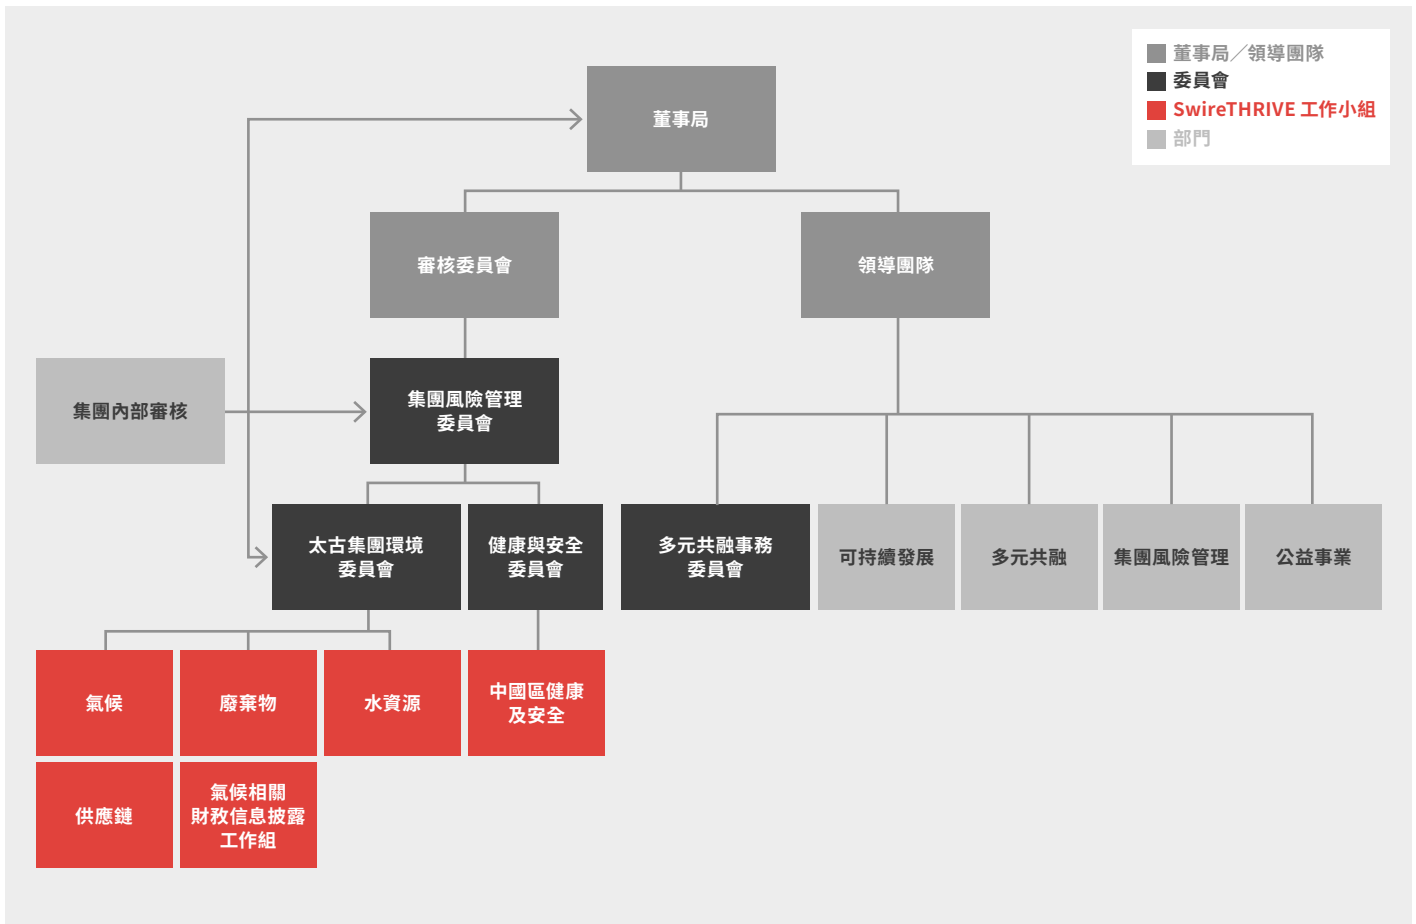 董事局／領導團隊
委員會
SwireTHRIVE 工作小組
部門
董事局
審核委員會
領導團隊
集團內部審核
集團風險管理
委員會
太古集團環境
委員會
健康與安全
委員會
多元共融事務
委員會
可持續發展
多元共融
集團風險管理
公益事業
氣候
廢棄物
水資源
中國區健康
及安全
供應鏈
氣候相關
財務信息披露
工作組